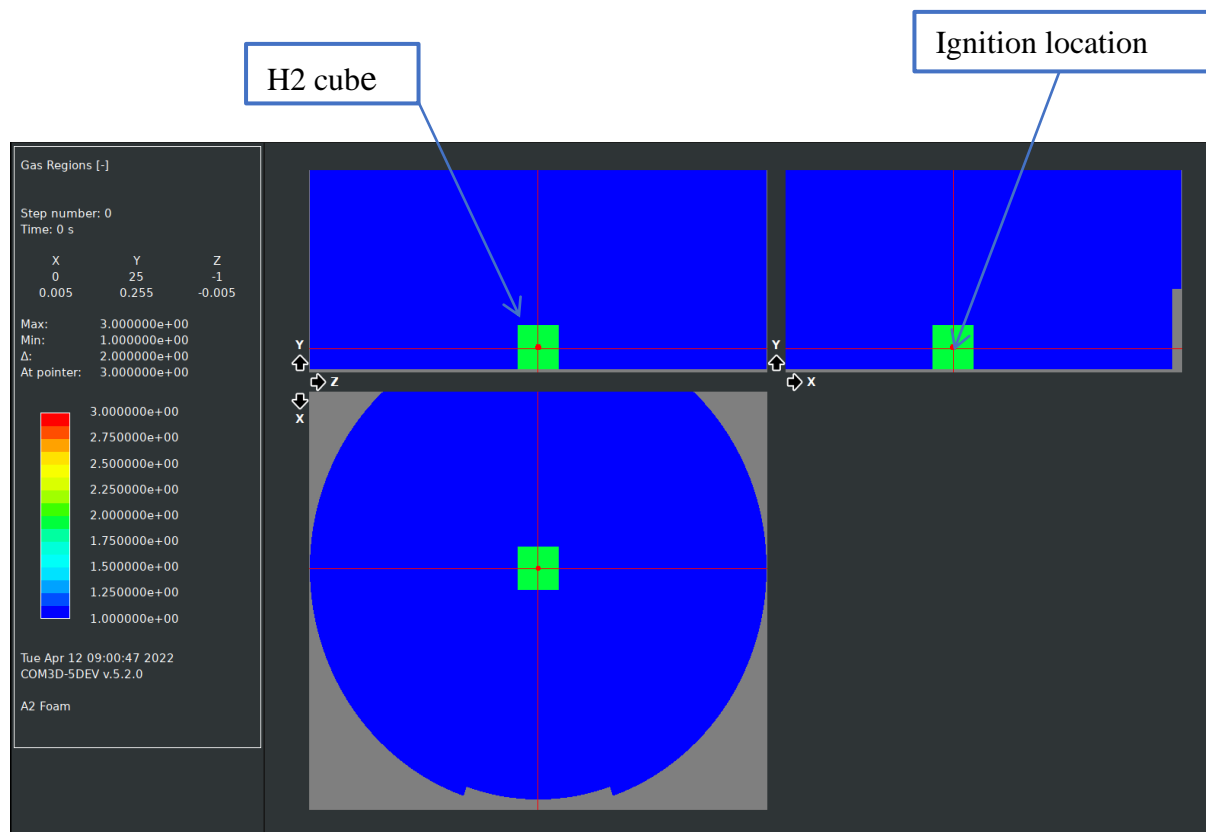 Ignition location
H2 cube
Gas Regions [-]
Step number: 0
Time: 0 s
X Y Z
0 25 -1
0.005 0.255 -0.005
Max: 3.000000e+00
Min: 1.000000e+00
Δ: 2.000000e+00
At pointer: 3.000000e+00
3.000000e+00
2.750000e+00
2.500000e+00
2.250000e+00
2.000000e+00
1.750000e+00
1.500000e+00
1.250000e+00
1.000000e+00
Tue Apr 12 09:00:47 2022
COM3D-5DEV v.5.2.0
A2 Foam
Y
Z
Y
X
X